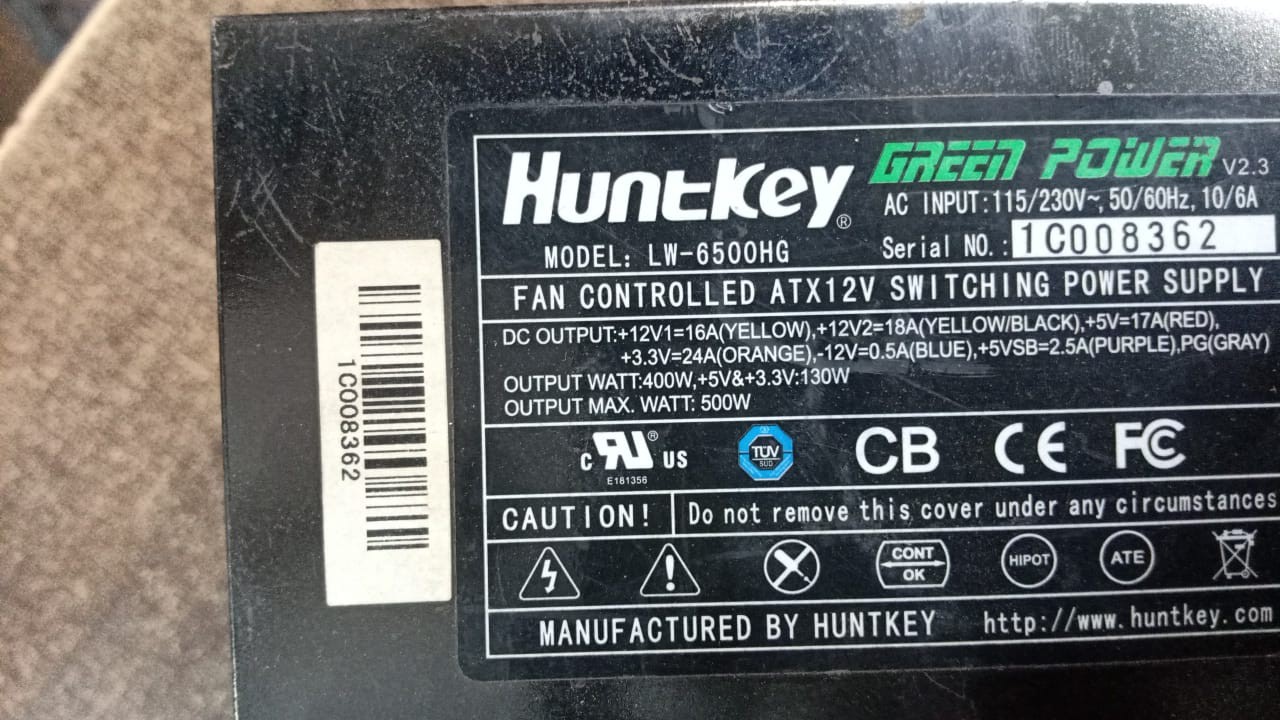 Huntkey® GREEN POWER V2.3
AC INPUT:115/230V~, 50/60Hz, 10/6A
MODEL: LW-6500HG
Serial NO.: 1C008362
FAN CONTROLLED ATX12V SWITCHING POWER SUPPLY
DC OUTPUT:+12V1=16A(YELLOW),+12V2=18A(YELLOW/BLACK),+5V=17A(RED),
+3.3V=24A(ORANGE),-12V=0.5A(BLUE),+5VSB=2.5A(PURPLE),PG(GRAY)
OUTPUT WATT:400W,+5V&+3.3V:130W
OUTPUT MAX. WATT: 500W
c RU® US
E181356
TÜV
SÜD
CB CE FC
CAUTION! Do not remove this cover under any circumstances
CONT
OK
HIPOT
ATE
MANUFACTURED BY HUNTKEY http://www.huntkey.com
1C008362